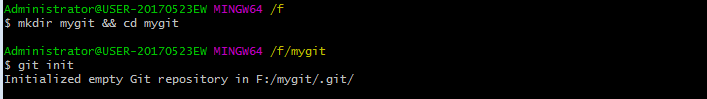 Administrator@USER-20170523EW MINGW64 /f
$ mkdir mygit && cd mygit
Administrator@USER-20170523EW MINGW64 /f/mygit
$ git init
Initialized empty Git repository in F:/mygit/.git/